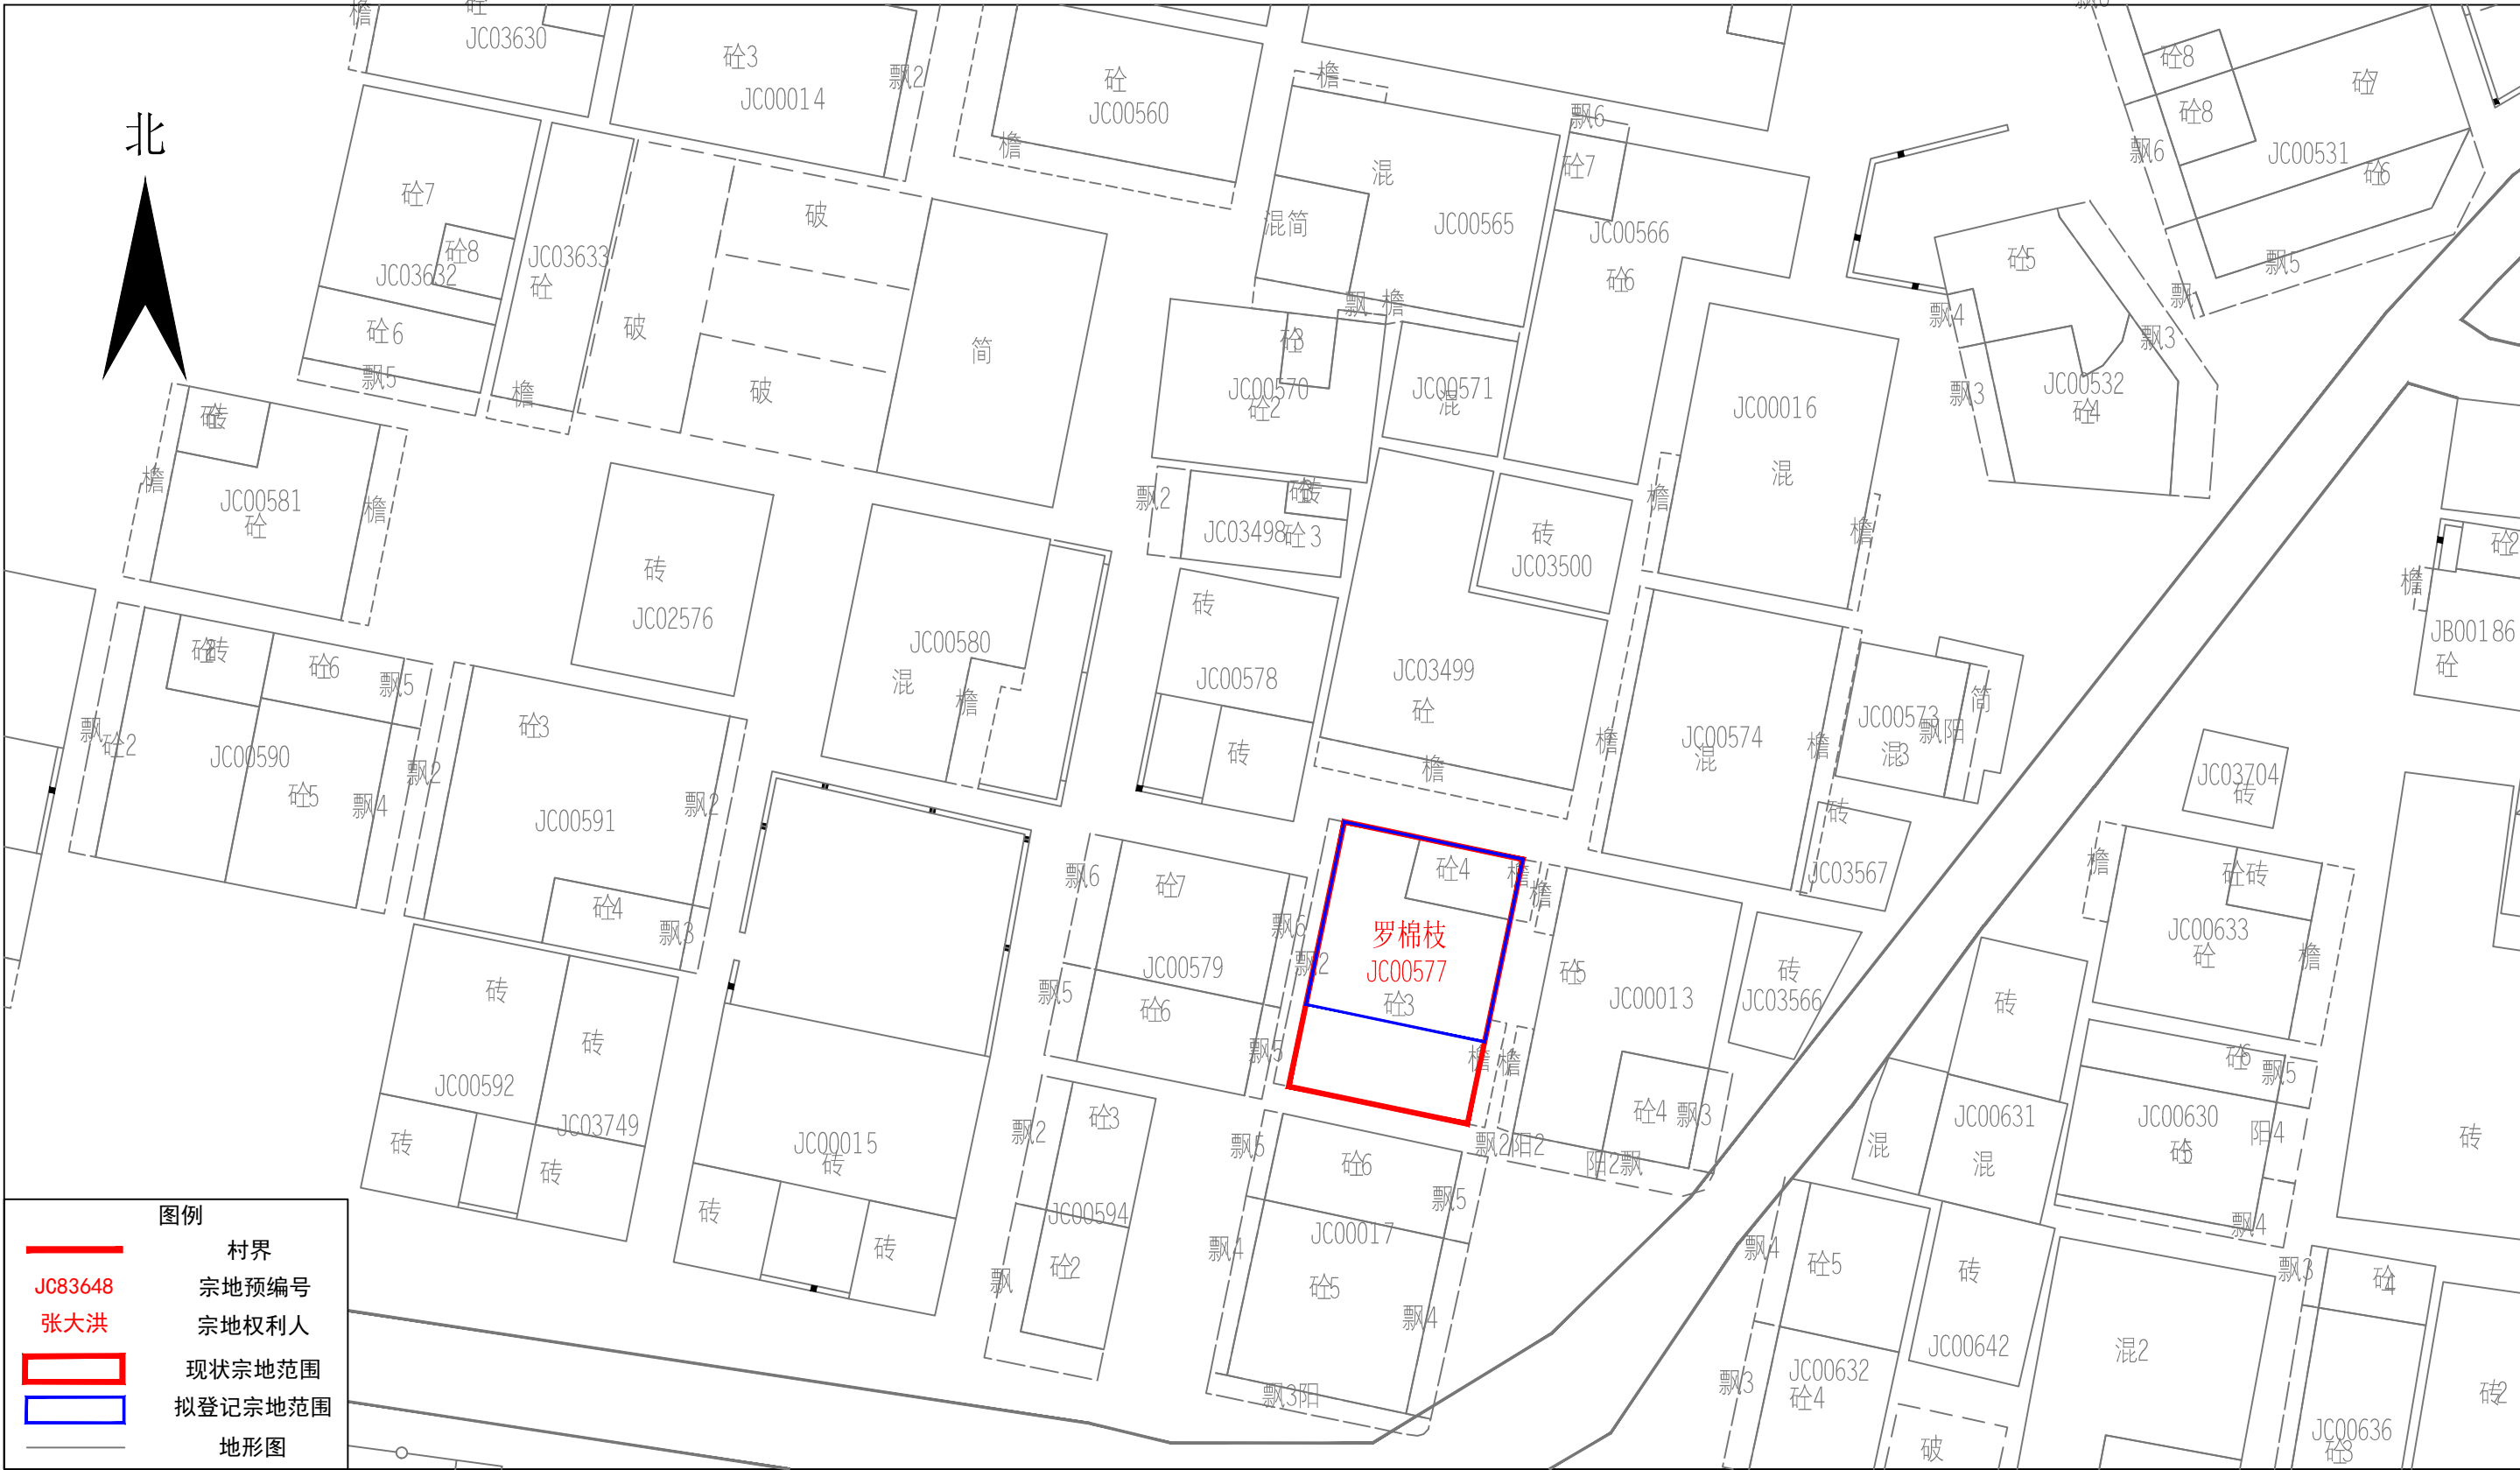 檐
砼
JC03630
砼3
飘2
JC00014
砼
JC00560
檐
檐
飘6
砼7
混
混简
JC00565
JC00566
砼6
砼8
砼7
砼8
飘6
JC00531
砼6
飘5
飘
北
砼7
砼8
JC03632
JC03633
砼
砼6
飘5
檐
破
破
破
简
飘
檐
JC00570
砼2
JC00571
混
JC00016
混
檐
檐
砼5
飘4
飘3
飘3
JC00532
砼4
檐
JC00581
砼
檐
砖
JC02576
飘2
JC03498
砼3
砖
JC03500
砼2
檐
JB00186
砼
砖
JC00578
砖
JC03499
砼
檐
JC00580
混
檐
檐
JC00574
混
檐
JC00573
混3
飘阳
简
砖
JC03567
JC03704
砖
砼6
飘5
飘
砼2
JC00590
砼5
飘4
飘2
砼3
JC00591
飘2
砼4
飘3
飘6
砼7
飘6
JC00579
飘5
砼6
飘5
飘2
砼4
檐
檐
罗棉枝
JC00577
砼3
檐
檐
砼5
JC00013
砼4
飘3
砖
JC03566
檐
砼砖
JC00633
砼
檐
砖
砖
砖
JC00592
JC03749
砖
砖
JC00015
砖
砖
砖
飘2
砼3
JC00594
砼2
飘
飘5
砼6
飘5
JC00017
飘4
砼5
飘4
飘3阳
飘2阳2
阳2飘
JC00631
混
混
砼6
飘5
JC00630
阳4
飘4
砖
飘4
砼5
砖
JC00642
飘3
JC00632
砼4
破
混2
飘3
砼4
砖2
JC00636
砼3
图例
村界
JC83648 宗地预编号
张大洪 宗地权利人
现状宗地范围
拟登记宗地范围
地形图